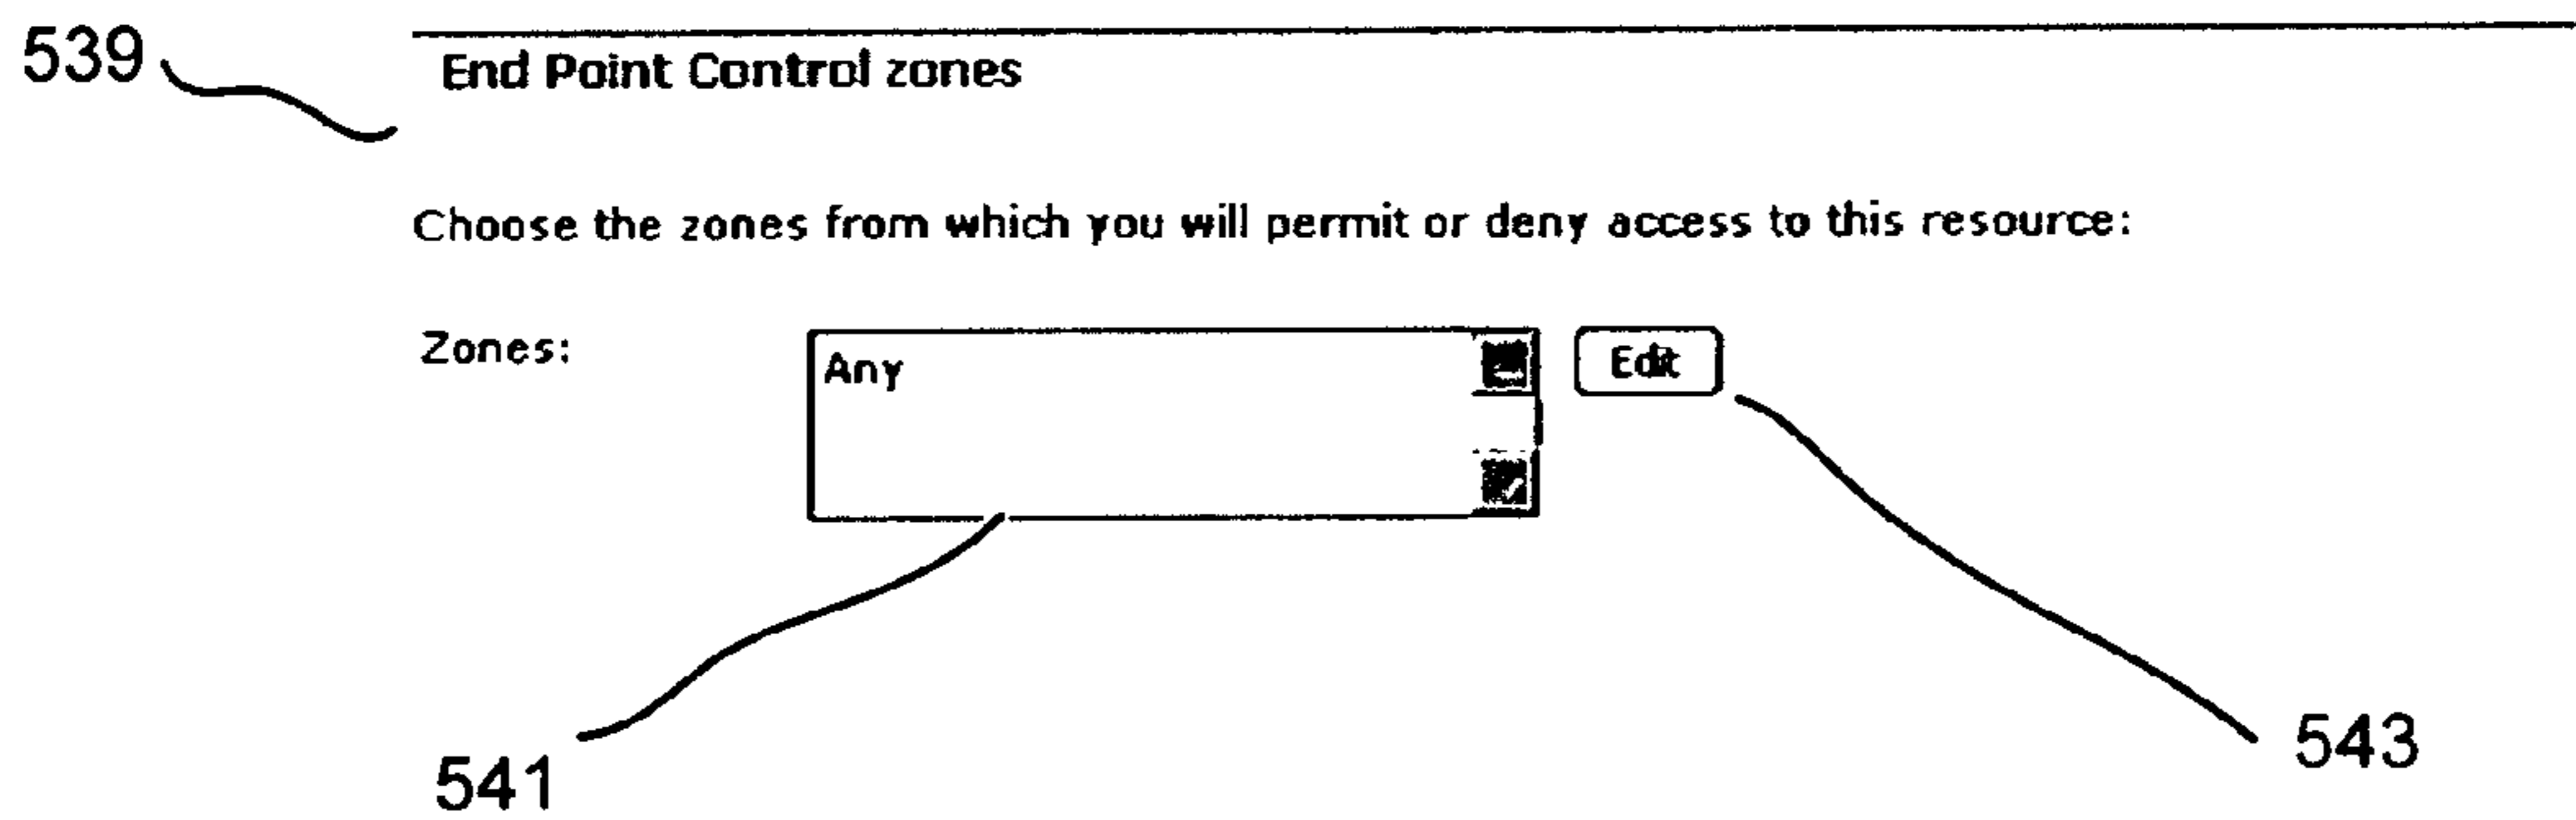 539
End Point Control zones
Choose the zones from which you will permit or deny access to this resource:
Zones:
Any
Edit
541
543